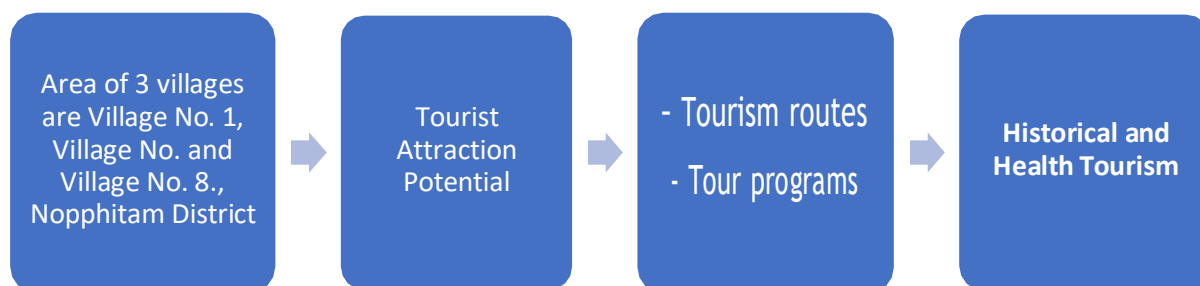 Area of 3 villages
are Village No. 1,
Village No. and
Village No. 8.,
Nopphitam District
Tourist
Attraction
Potential
- Tourism routes
- Tour programs
Historical and
Health Tourism